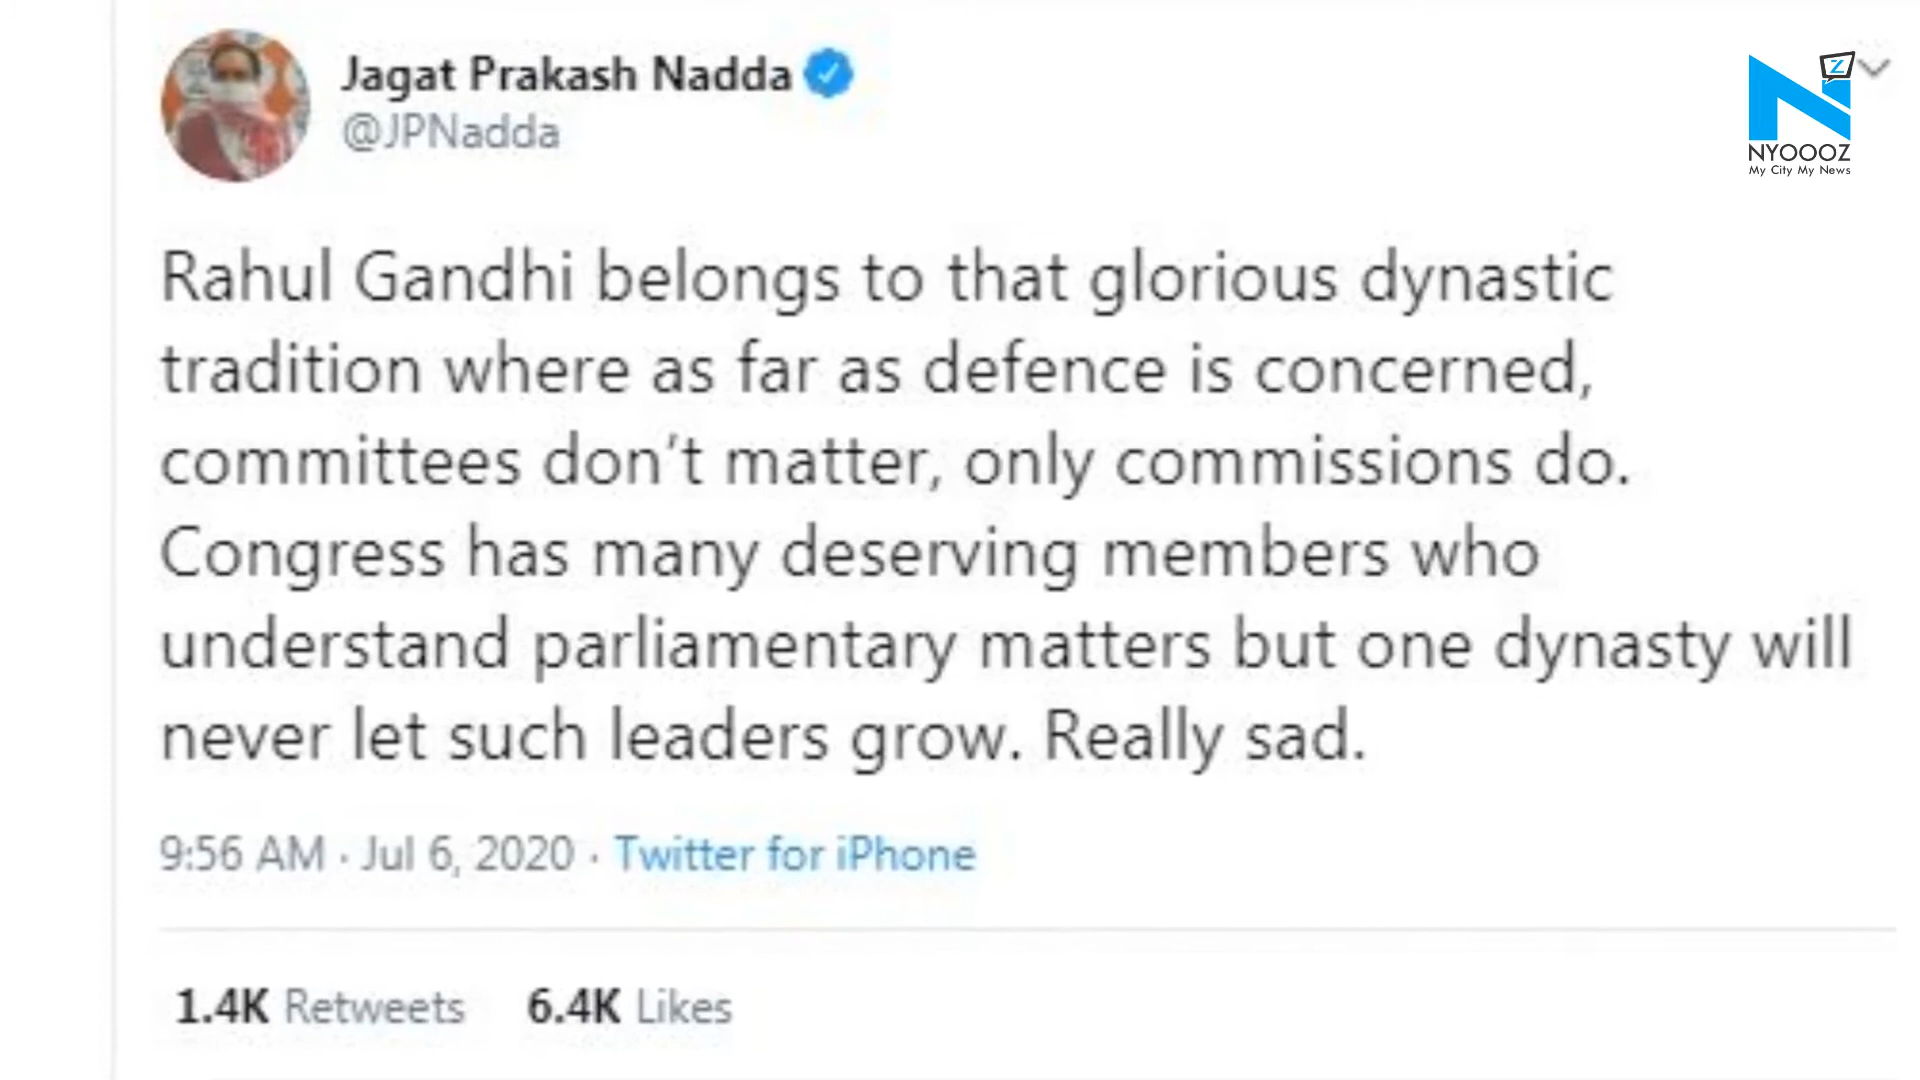 Jagat Prakash Nadda
@JPNadda
Z
NYOOOZ
My City My News
Rahul Gandhi belongs to that glorious dynastic
tradition where as far as defence is concerned,
committees don't matter, only commissions do.
Congress has many deserving members who
understand parliamentary matters but one dynasty will
never let such leaders grow. Really sad.
9:56 AM · Jul 6, 2020 · Twitter for iPhone
1.4K Retweets 6.4K Likes